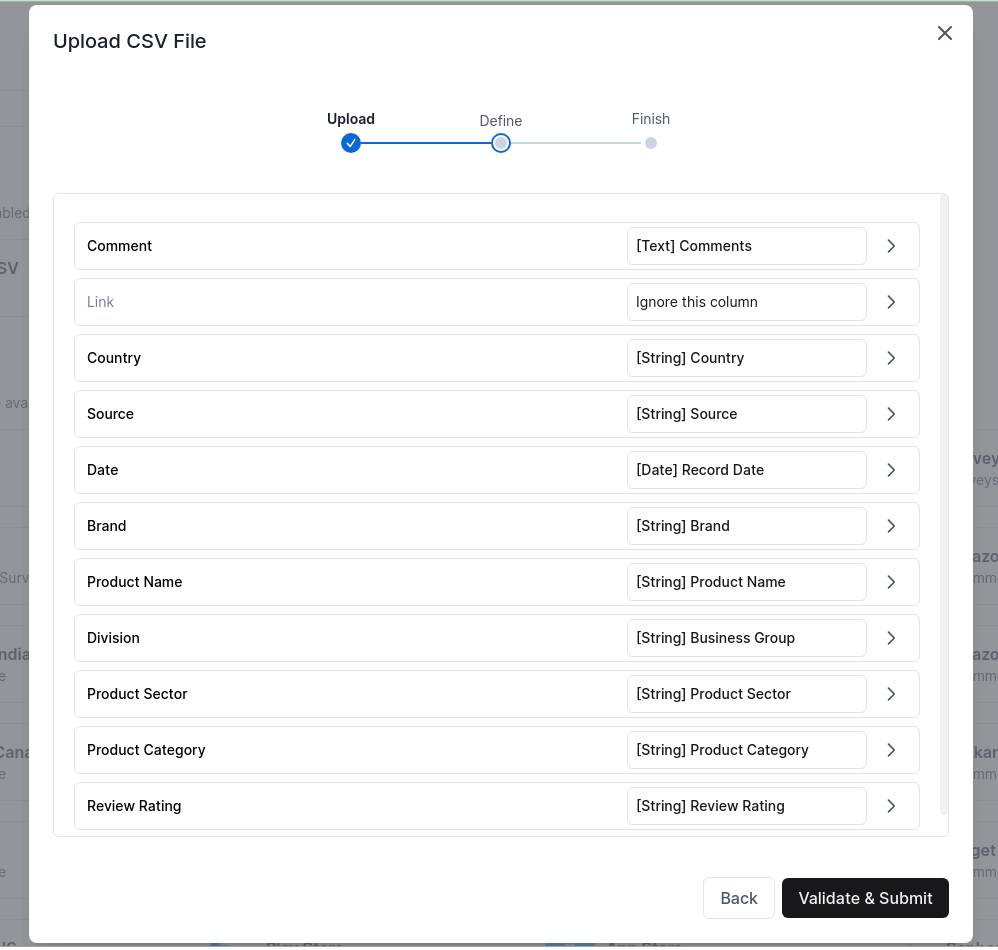 Upload CSV File
Upload
Define
Finish
Comment
[Text] Comments
Link
Ignore this column
Country
[String] Country
Source
[String] Source
Date
[Date] Record Date
Brand
[String] Brand
Product Name
[String] Product Name
Division
[String] Business Group
Product Sector
[String] Product Sector
Product Category
[String] Product Category
Review Rating
[String] Review Rating
Back
Validate & Submit